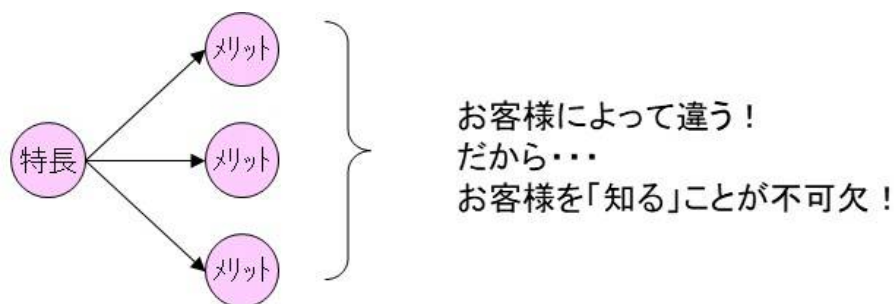 メリット
特長
メリット
メリット
お客様によって違う！
だから・・・
お客様を「知る」ことが不可欠！